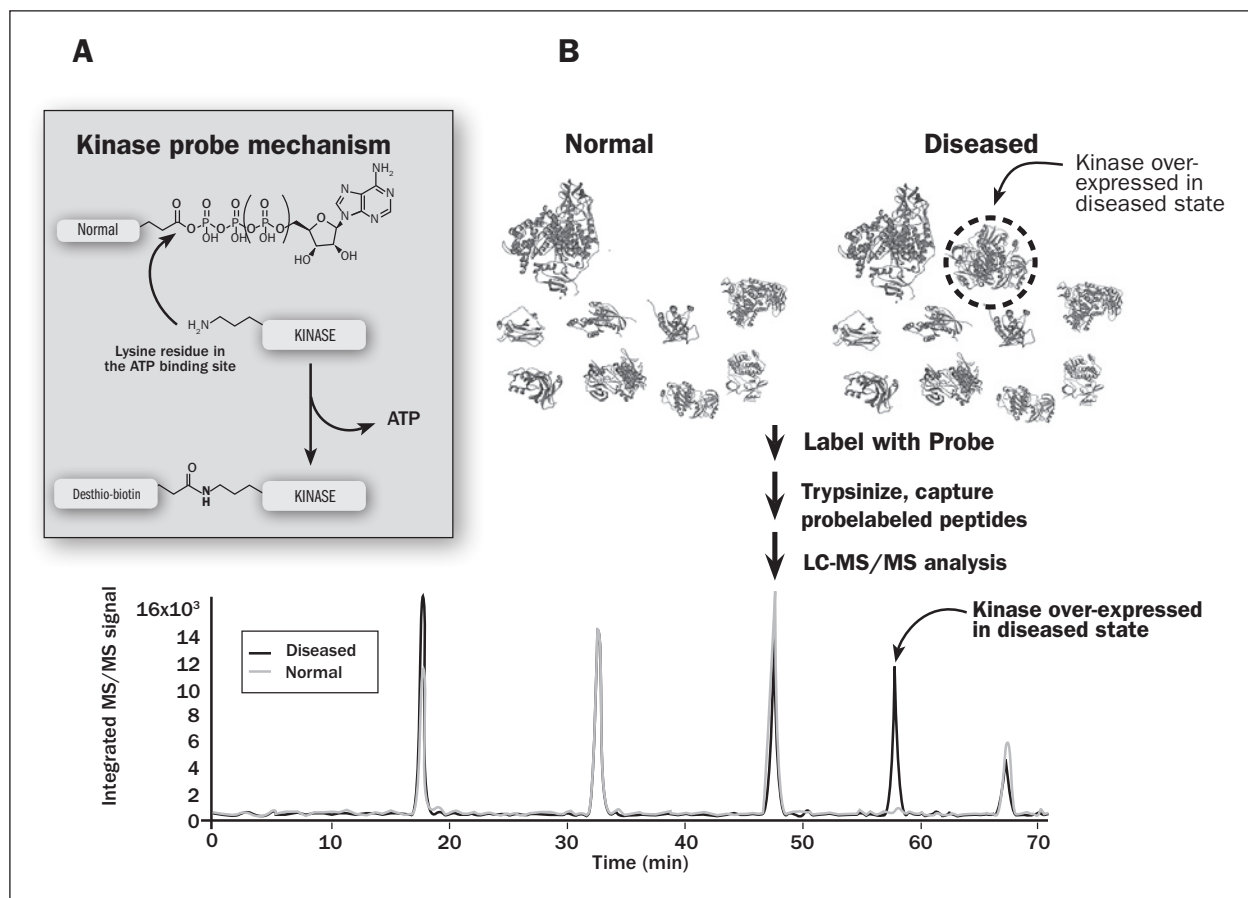 A
B
Kinase probe mechanism
Normal
O
O
P
OH
O
O
P
OH
O
O
P
OH
O
O
HO
OH
N
N
N
N
NH2
H2N
KINASE
Lysine residue in
the ATP binding site
ATP
Desthio-biotin
O
N
H
KINASE
Normal
Diseased
Kinase over-
expressed in
diseased state
Label with Probe
Trypsinize, capture
probelabeled peptides
LC-MS/MS analysis
Kinase over-expressed
in diseased state
Integrated MS/MS signal
16x10³
14
12
10
8
6
4
2
0
Diseased
Normal
0
10
20
30
40
50
60
70
Time (min)